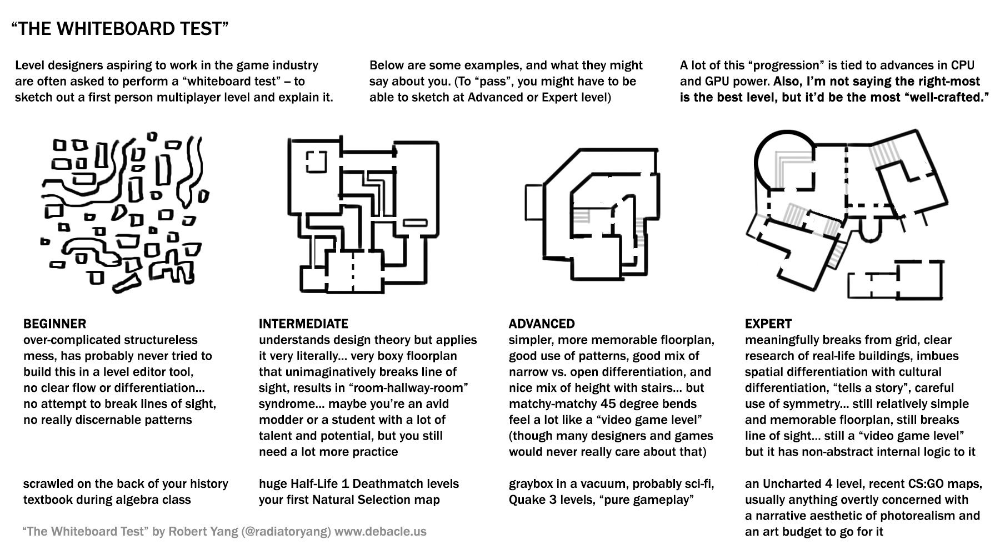 “THE WHITEBOARD TEST”
Level designers aspiring to work in the game industry
are often asked to perform a “whiteboard test” – to
sketch out a first person multiplayer level and explain it.
Below are some examples, and what they might
say about you. (To “pass”, you might have to be
able to sketch at Advanced or Expert level)
A lot of this “progression” is tied to advances in CPU
and GPU power. Also, I’m not saying the right-most
is the best level, but it’d be the most “well-crafted.”
BEGINNER
over-complicated structureless
mess, has probably never tried to
build this in a level editor tool,
no clear flow or differentiation...
no attempt to break lines of sight,
no really discernable patterns
scrawled on the back of your history
textbook during algebra class
INTERMEDIATE
understands design theory but applies
it very literally... very boxy floorplan
that unimaginatively breaks line of
sight, results in “room-hallway-room”
syndrome... maybe you’re an avid
modder or a student with a lot of
talent and potential, but you still
need a lot more practice
huge Half-Life 1 Deathmatch levels
your first Natural Selection map
ADVANCED
simpler, more memorable floorplan,
good use of patterns, good mix of
narrow vs. open differentiation, and
nice mix of height with stairs... but
matchy-matchy 45 degree bends
feel a lot like a “video game level”
(though many designers and games
would never really care about that)
graybox in a vacuum, probably sci-fi,
Quake 3 levels, “pure gameplay”
EXPERT
meaningfully breaks from grid, clear
research of real-life buildings, imbues
spatial differentiation with cultural
differentiation, “tells a story”, careful
use of symmetry... still relatively simple
and memorable floorplan, still breaks
line of sight... still a “video game level”
but it has non-abstract internal logic to it
an Uncharted 4 level, recent CS:GO maps,
usually anything overtly concerned with
a narrative aesthetic of photorealism and
an art budget to go for it
“The Whiteboard Test” by Robert Yang (@radiatoryang) www.debacle.us